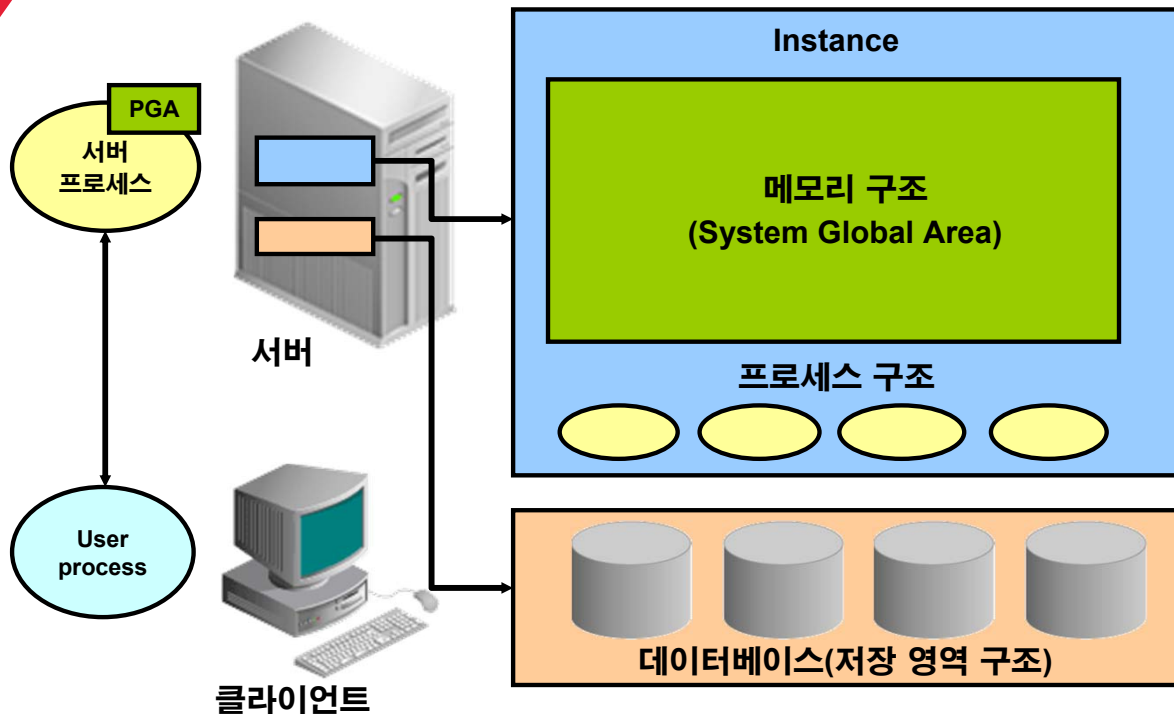 Instance
PGA
서버
프로세스
메모리 구조
(System Global Area)
서버
프로세스 구조
User
process
데이터베이스(저장 영역 구조)
클라이언트